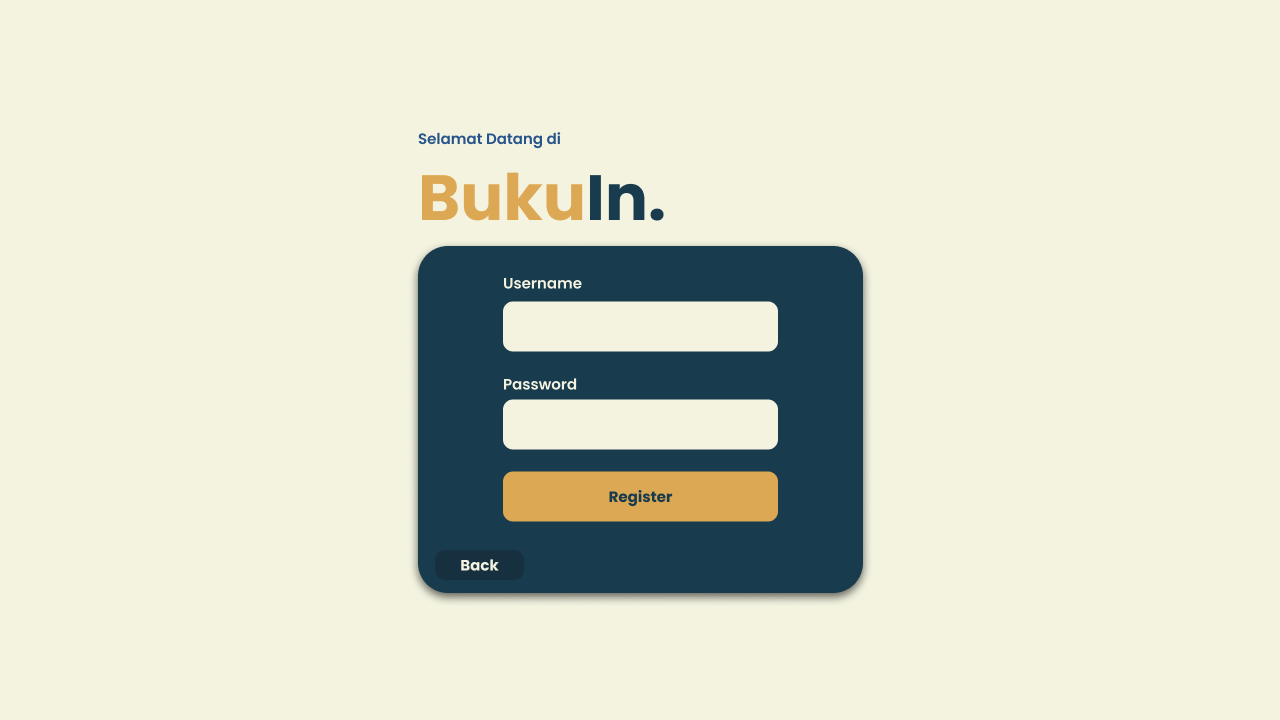 Selamat Datang di
BukuIn.
Username
Password
Register
Back